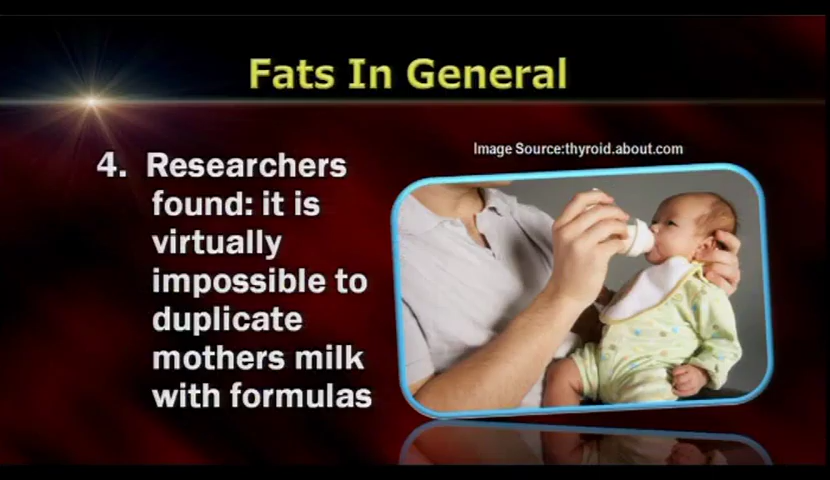 Fats In General
Image Source:thyroid.about.com
4. Researchers
found: it is
virtually
impossible to
duplicate
mothers milk
with formulas